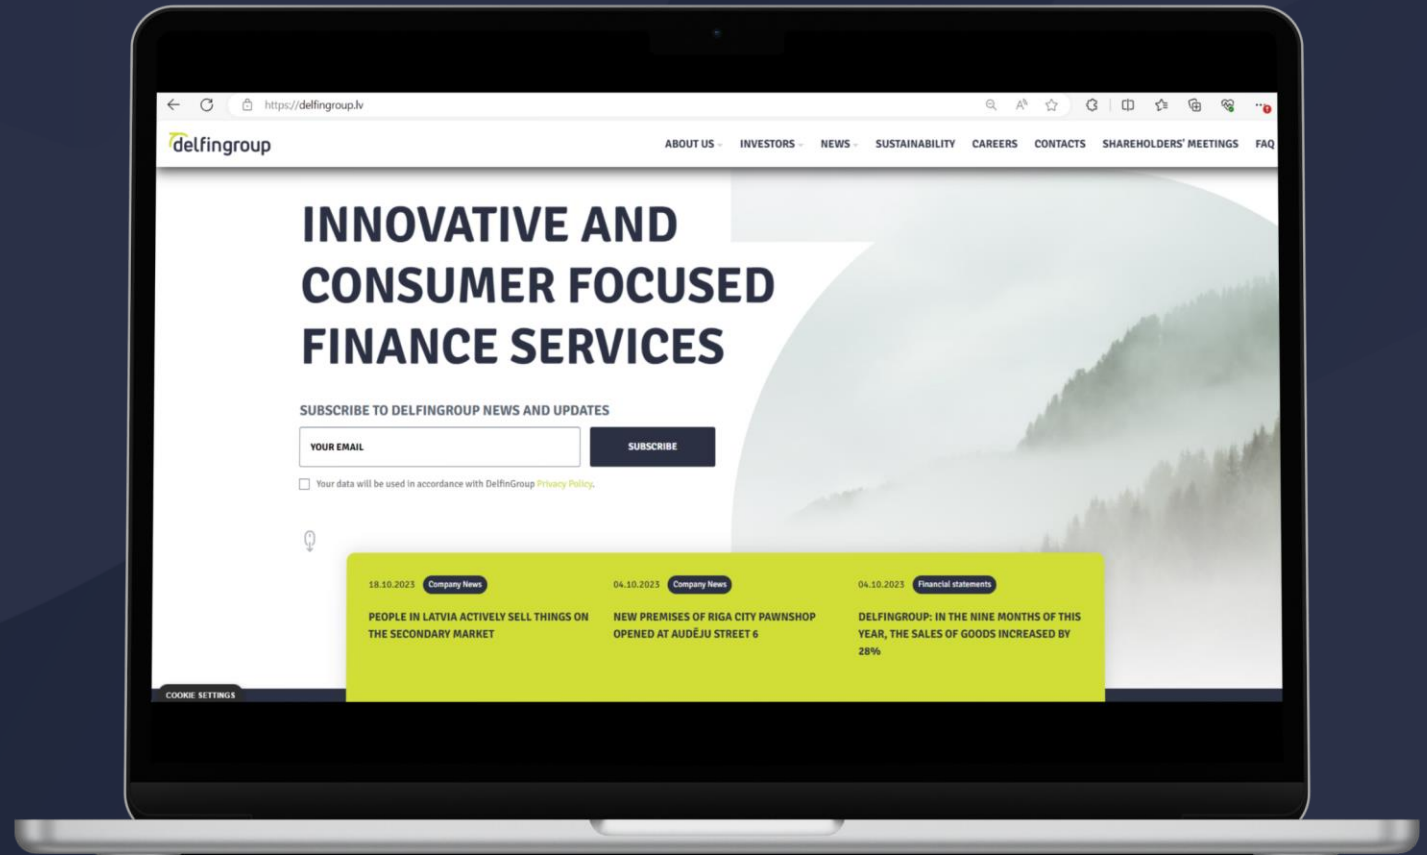 https://delfingroup.lv
delfingroup
ABOUT US
INVESTORS
NEWS
SUSTAINABILITY
CAREERS
CONTACTS
SHAREHOLDERS' MEETINGS
FAQ
INNOVATIVE AND
CONSUMER FOCUSED
FINANCE SERVICES
SUBSCRIBE TO DELFINGROUP NEWS AND UPDATES
YOUR EMAIL
SUBSCRIBE
Your data will be used in accordance with DelfinGroup Privacy Policy.
18.10.2023 Company News
PEOPLE IN LATVIA ACTIVELY SELL THINGS ON
THE SECONDARY MARKET
04.10.2023 Company News
NEW PREMISES OF RIGA CITY PAWNSHOP
OPENED AT AUDĒJU STREET 6
04.10.2023 Financial statements
DELFINGROUP: IN THE NINE MONTHS OF THIS
YEAR, THE SALES OF GOODS INCREASED BY
28%
COOKIE SETTINGS